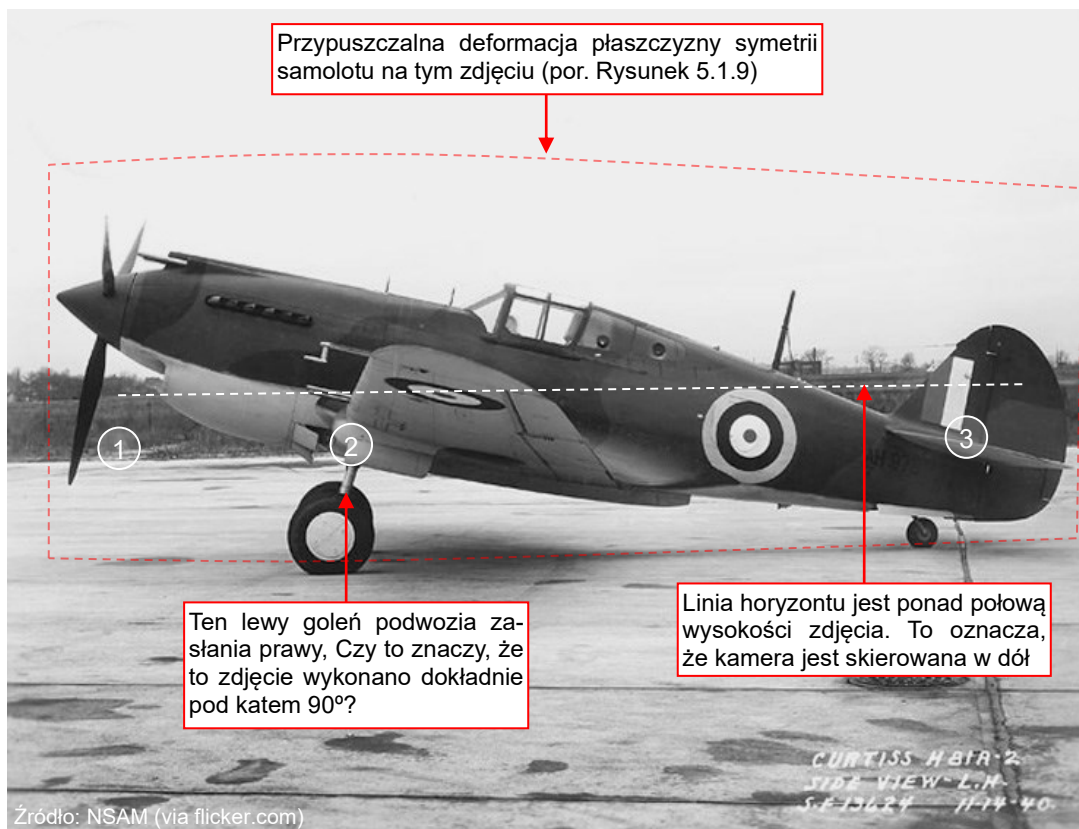 Przypuszczalna deformacja płaszczyzny symetrii
samolotu na tym zdjęciu (por. Rysunek 5.1.9)
1
2
3
Ten lewy goleń podwozia za-
słania prawy, Czy to znaczy, że
to zdjęcie wykonano dokładnie
pod katem 90º?
Linia horyzontu jest ponad połową
wysokości zdjęcia. To oznacza,
że kamera jest skierowana w dół
CURTISS H81A-2
SIDE VIEW-L.H.
S.F 13624 11-14-40.
Źródło: NSAM (via flicker.com)